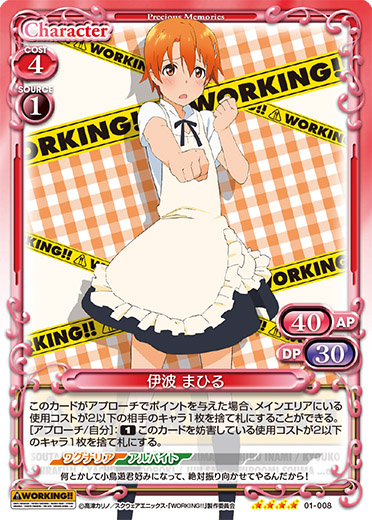 Precious Memories
Character
COST
4
SOURCE
1
WORKING!!
WORKING!!
WORKING!!
WORKING!!
WORKING!!
40 AP
DP 30
伊波 まひる
このカードがアプローチでポイントを与えた場合、メインエリアにいる
使用コストが2以下の相手のキャラ1枚を捨て札にすることができる。
[アプローチ/自分]:1このカードを妨害している使用コストが2以下
のキャラ1枚を捨て札にする。
ワグナリア アルバイト
何とかして小鳥遊君好みになって、絶対振り向かせてやるんだから!
WORKING!!
©高津カリノ/スクウェアエニックス・「WORKING!!」製作委員会
01-008